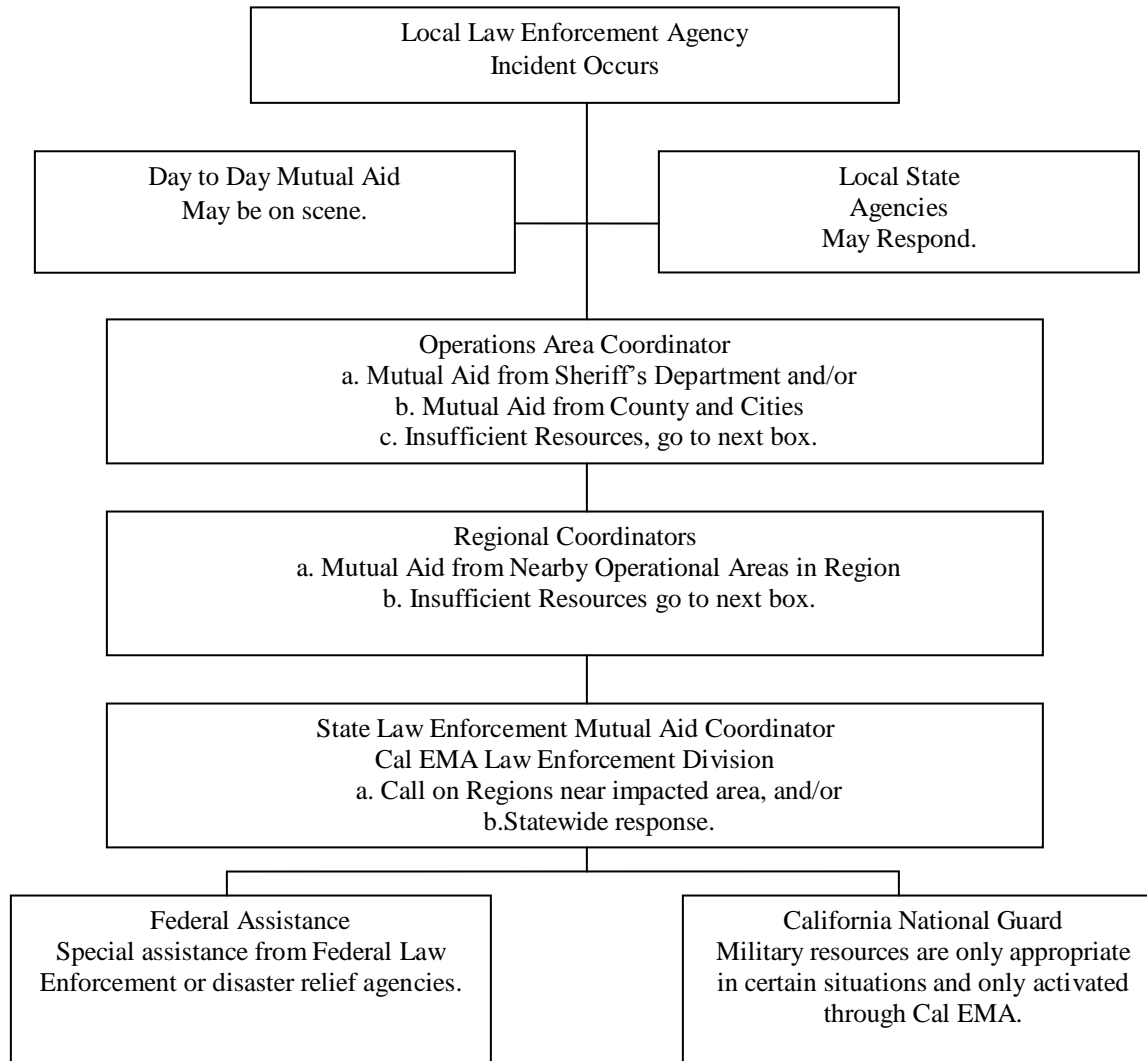 Local Law Enforcement Agency
Incident Occurs
Day to Day Mutual Aid
May be on scene.
Local State
Agencies
May Respond.
Operations Area Coordinator
a. Mutual Aid from Sheriff’s Department and/or
b. Mutual Aid from County and Cities
c. Insufficient Resources, go to next box.
Regional Coordinators
a. Mutual Aid from Nearby Operational Areas in Region
b. Insufficient Resources go to next box.
State Law Enforcement Mutual Aid Coordinator
Cal EMA Law Enforcement Division
a. Call on Regions near impacted area, and/or
b.Statewide response.
Federal Assistance
Special assistance from Federal Law
Enforcement or disaster relief agencies.
California National Guard
Military resources are only appropriate
in certain situations and only activated
through Cal EMA.